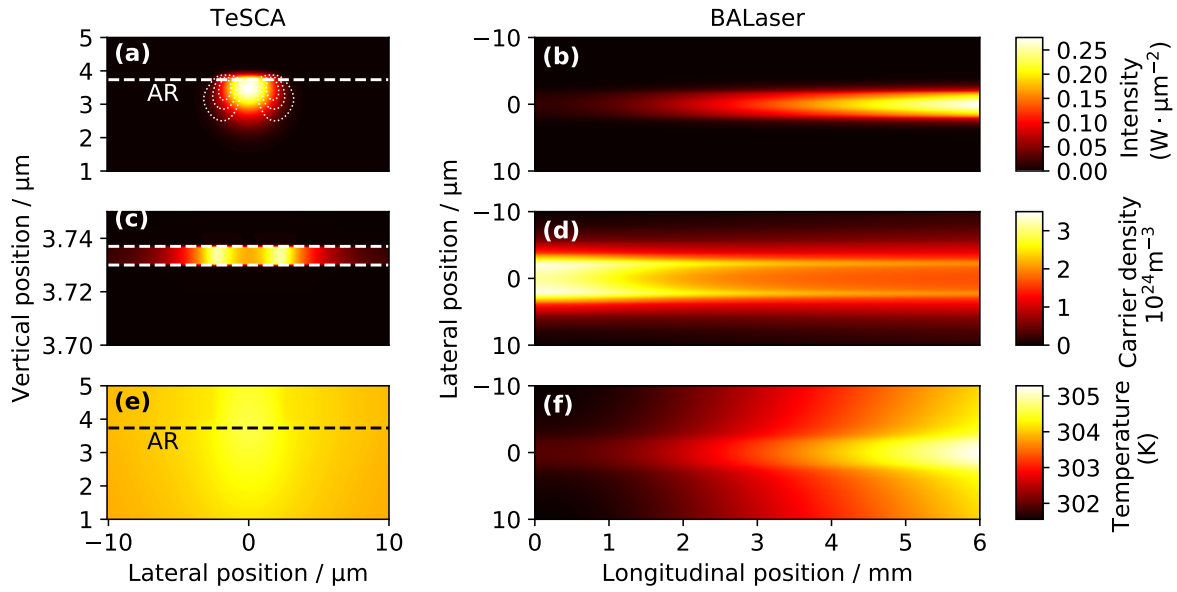 TeSCA
BALaser
(a)
AR
5
4
3
2
1
(b)
−10
0
10
0.25
0.20
0.15
0.10
0.05
0.00
Intensity
(W · µm⁻²)
(c)
3.74
3.72
3.70
(d)
−10
0
10
3
2
1
0
Carrier density
10²⁴m⁻³
(e)
AR
5
4
3
2
1
(f)
−10
0
10
305
304
303
302
Temperature
(K)
Vertical position / µm
Lateral position / µm
−10 0 10
0 1 2 3 4 5 6
Lateral position / µm
Longitudinal position / mm